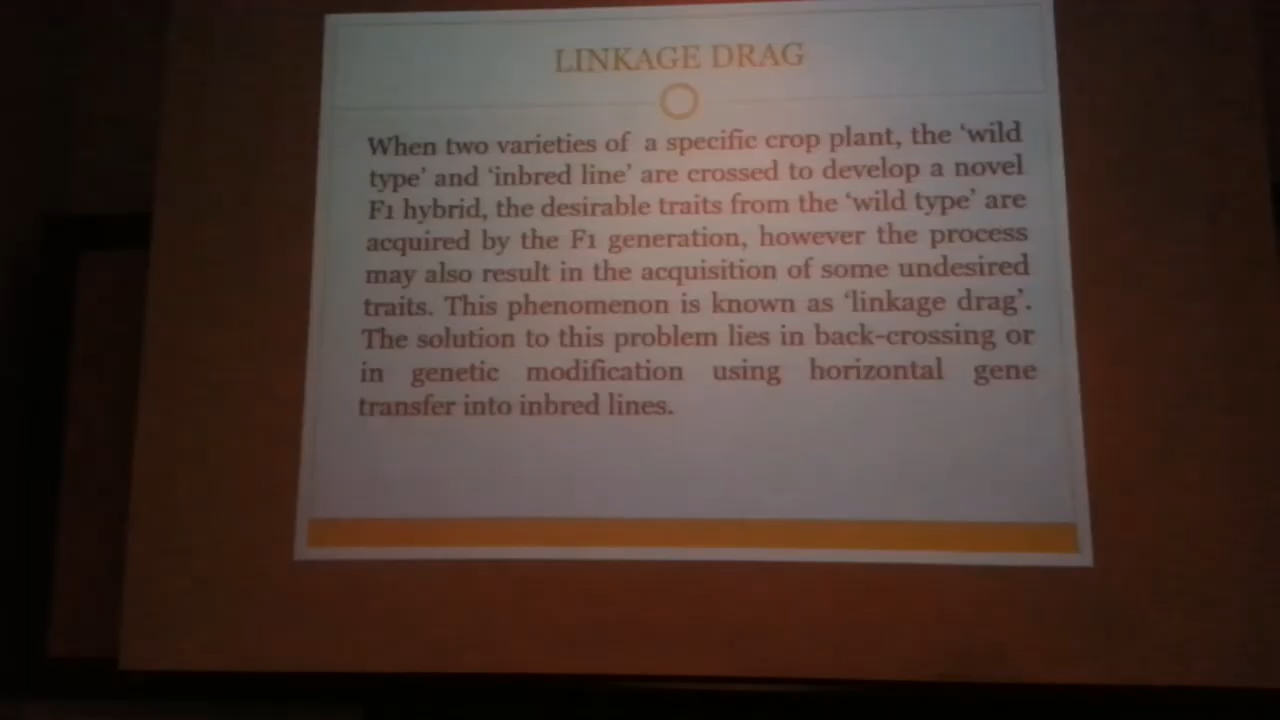 LINKAGE DRAG
When two varieties of a specific crop plant, the ‘wild
type’ and ‘inbred line’ are crossed to develop a novel
F1 hybrid, the desirable traits from the ‘wild type’ are
acquired by the F1 generation, however the process
may also result in the acquisition of some undesired
traits. This phenomenon is known as ‘linkage drag’.
The solution to this problem lies in back-crossing or
in genetic modification using horizontal gene
transfer into inbred lines.